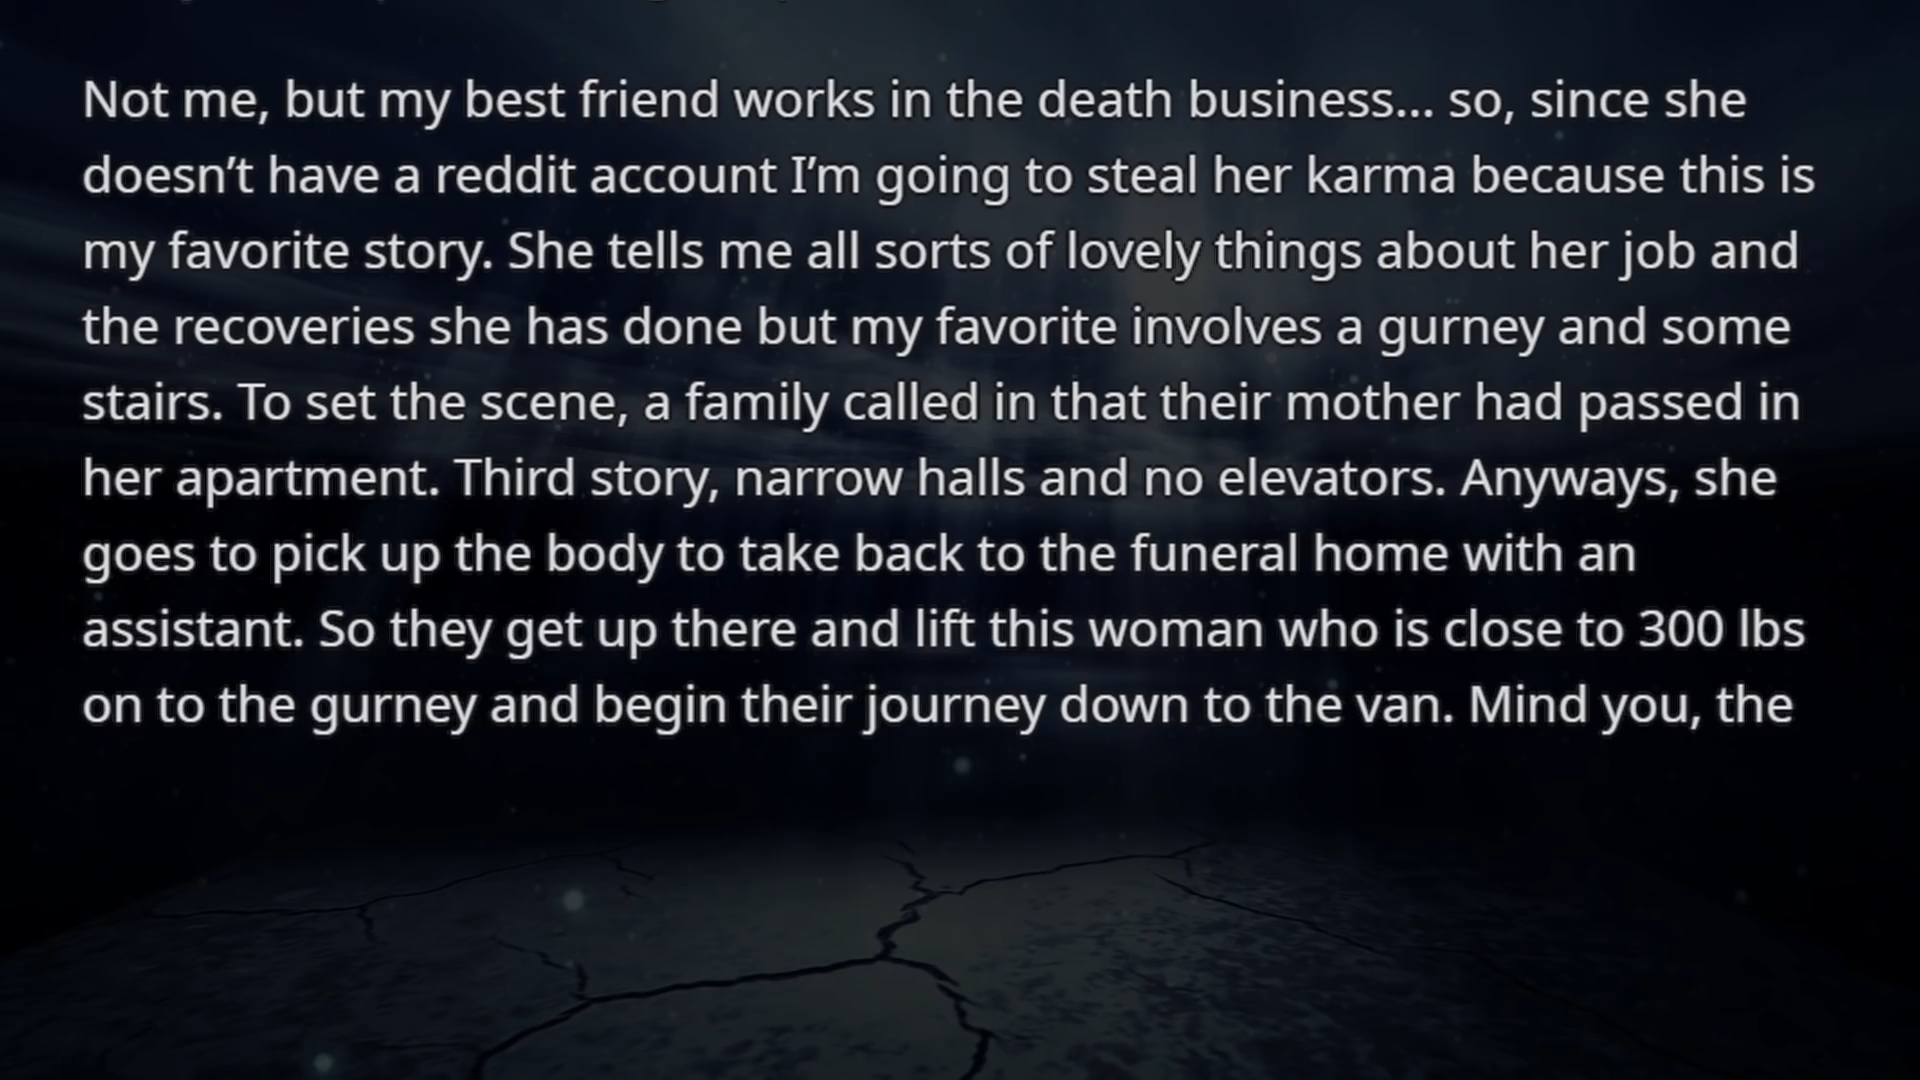 Not me, but my best friend works in the death business... so, since she
doesn’t have a reddit account I’m going to steal her karma because this is
my favorite story. She tells me all sorts of lovely things about her job and
the recoveries she has done but my favorite involves a gurney and some
stairs. To set the scene, a family called in that their mother had passed in
her apartment. Third story, narrow halls and no elevators. Anyways, she
goes to pick up the body to take back to the funeral home with an
assistant. So they get up there and lift this woman who is close to 300 lbs
on to the gurney and begin their journey down to the van. Mind you, the